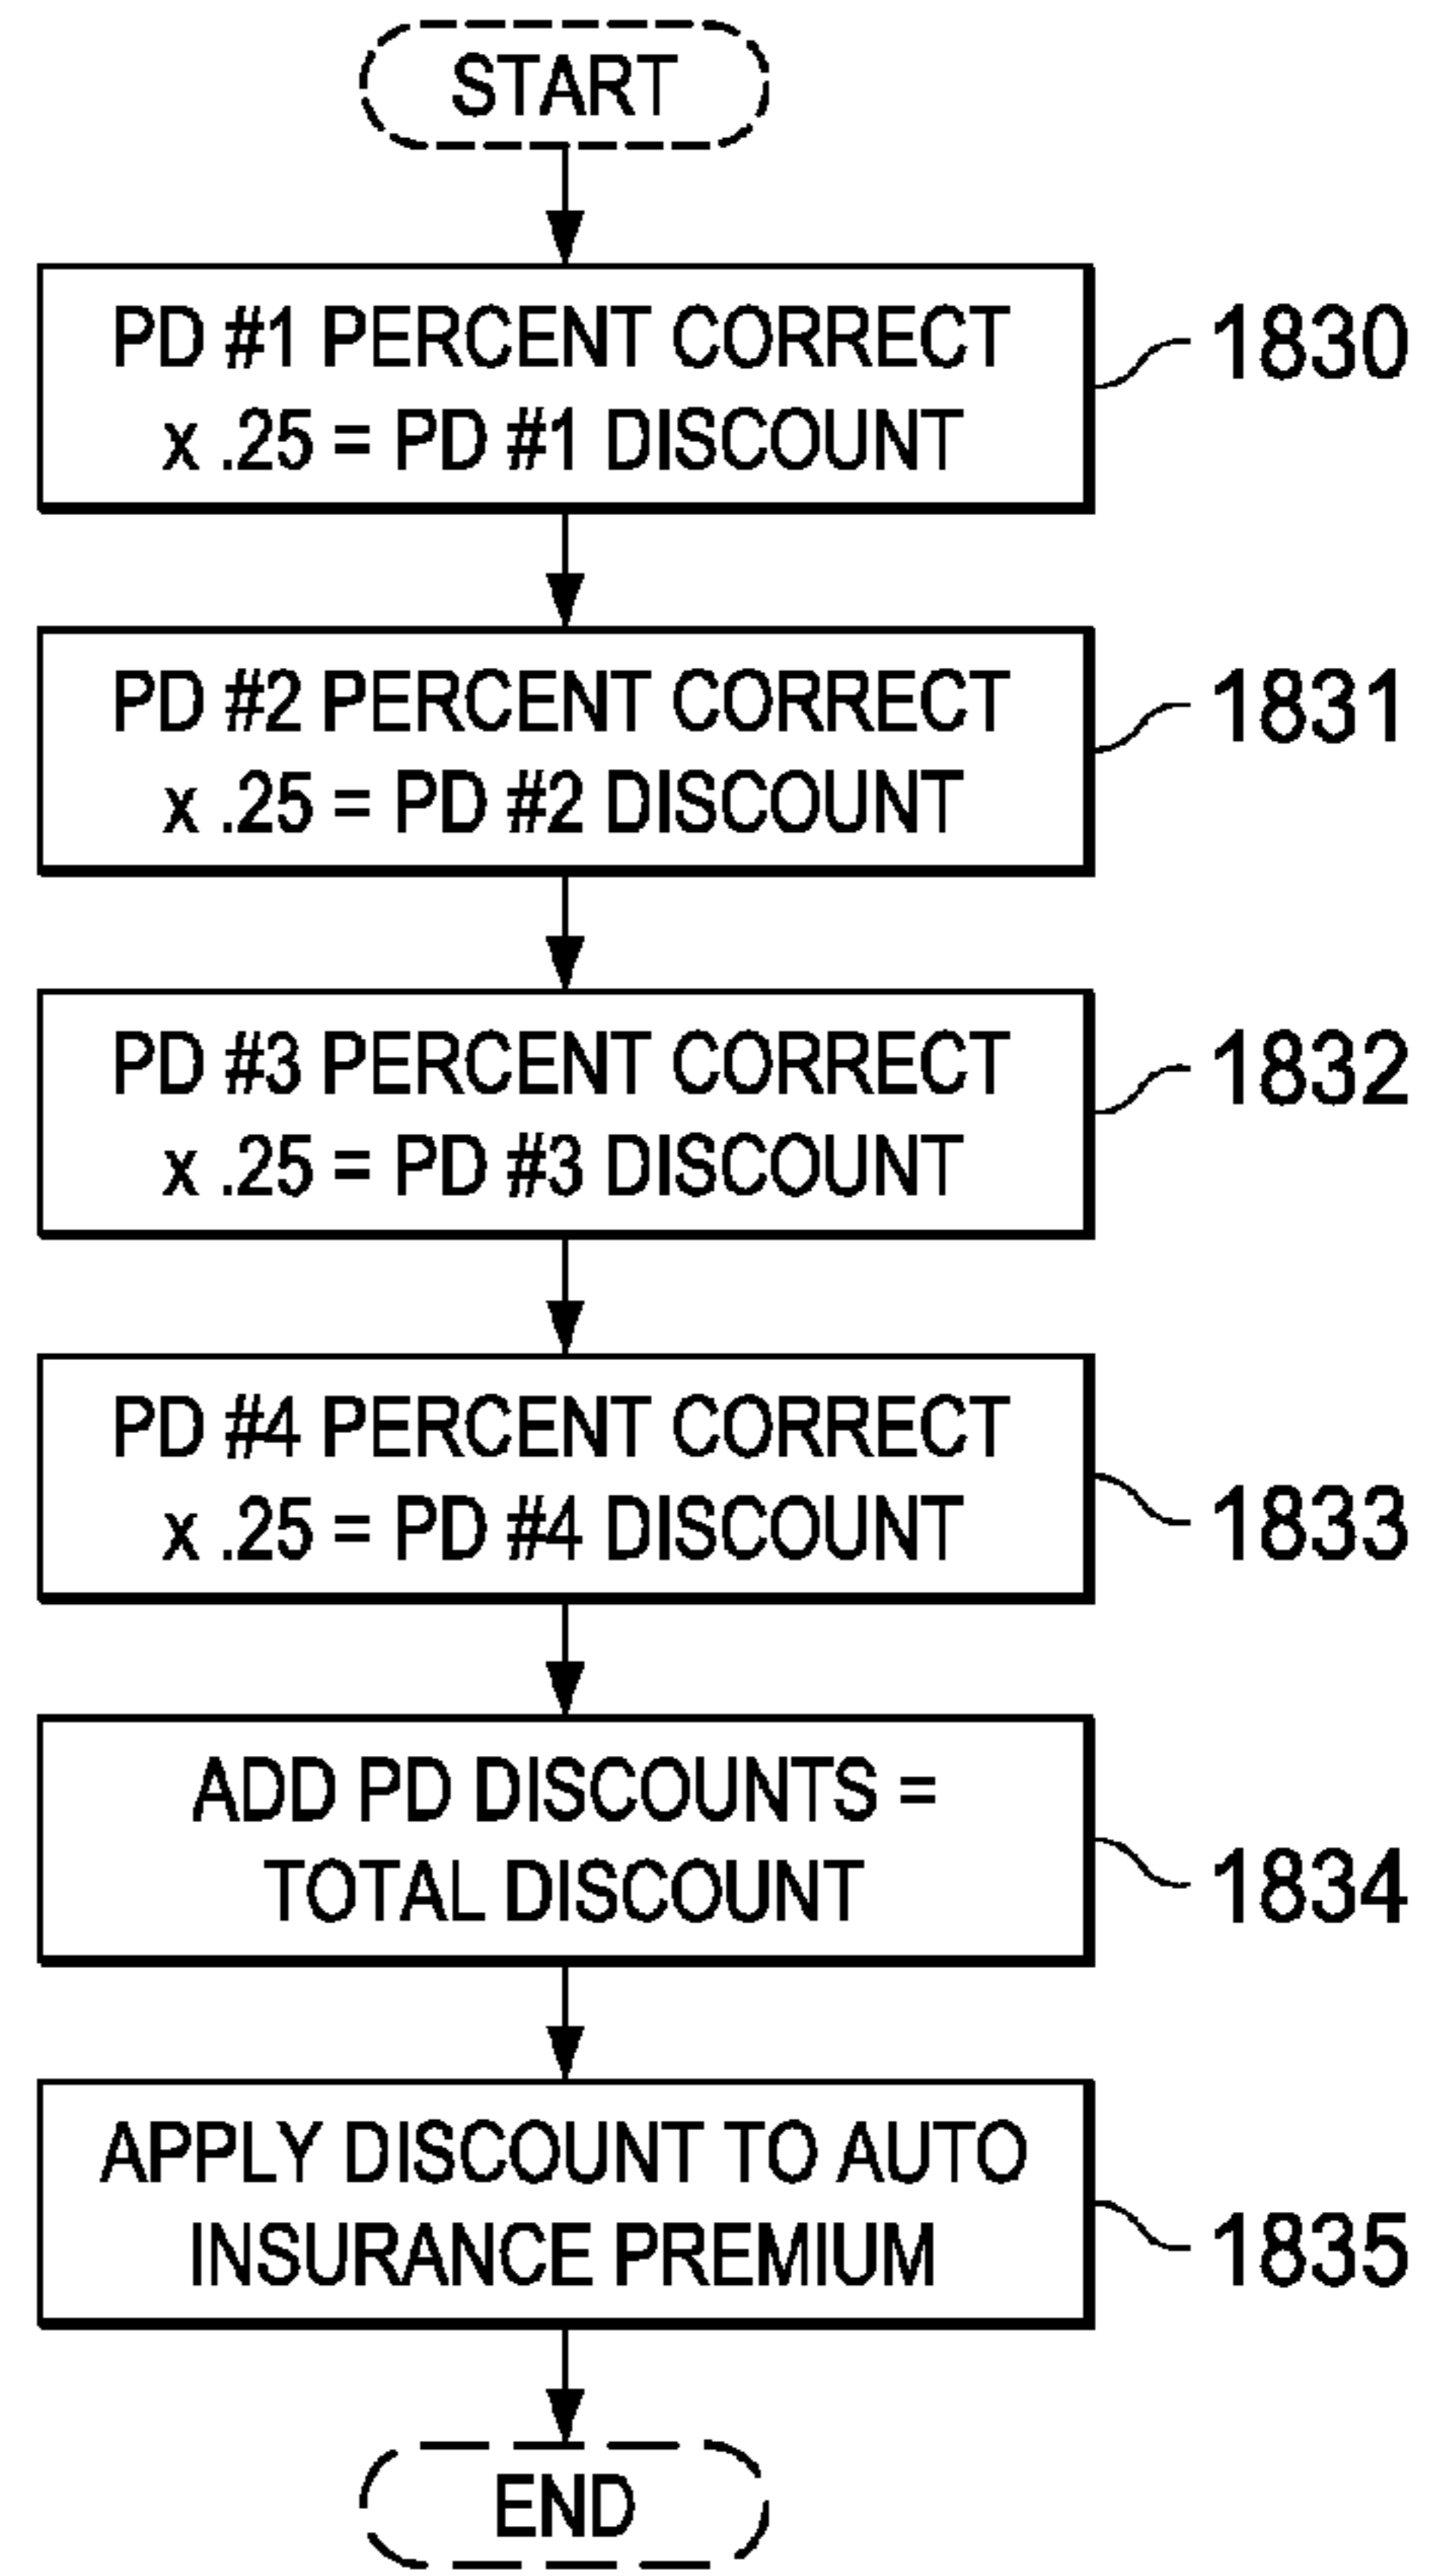 START
PD #1 PERCENT CORRECT
x .25 = PD #1 DISCOUNT
1830
PD #2 PERCENT CORRECT
x .25 = PD #2 DISCOUNT
1831
PD #3 PERCENT CORRECT
x .25 = PD #3 DISCOUNT
1832
PD #4 PERCENT CORRECT
x .25 = PD #4 DISCOUNT
1833
ADD PD DISCOUNTS =
TOTAL DISCOUNT
1834
APPLY DISCOUNT TO AUTO
INSURANCE PREMIUM
1835
END